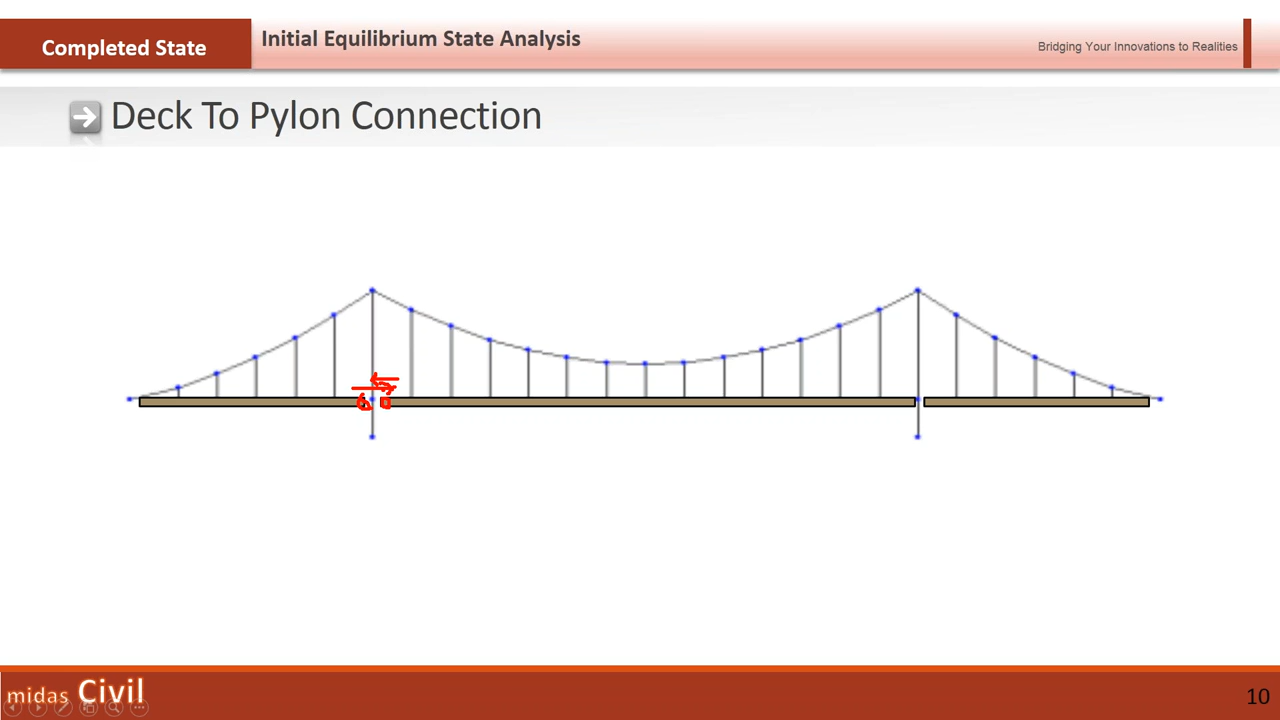 Completed State
Initial Equilibrium State Analysis
Bridging Your Innovations to Realities
Deck To Pylon Connection
midas Civil
10